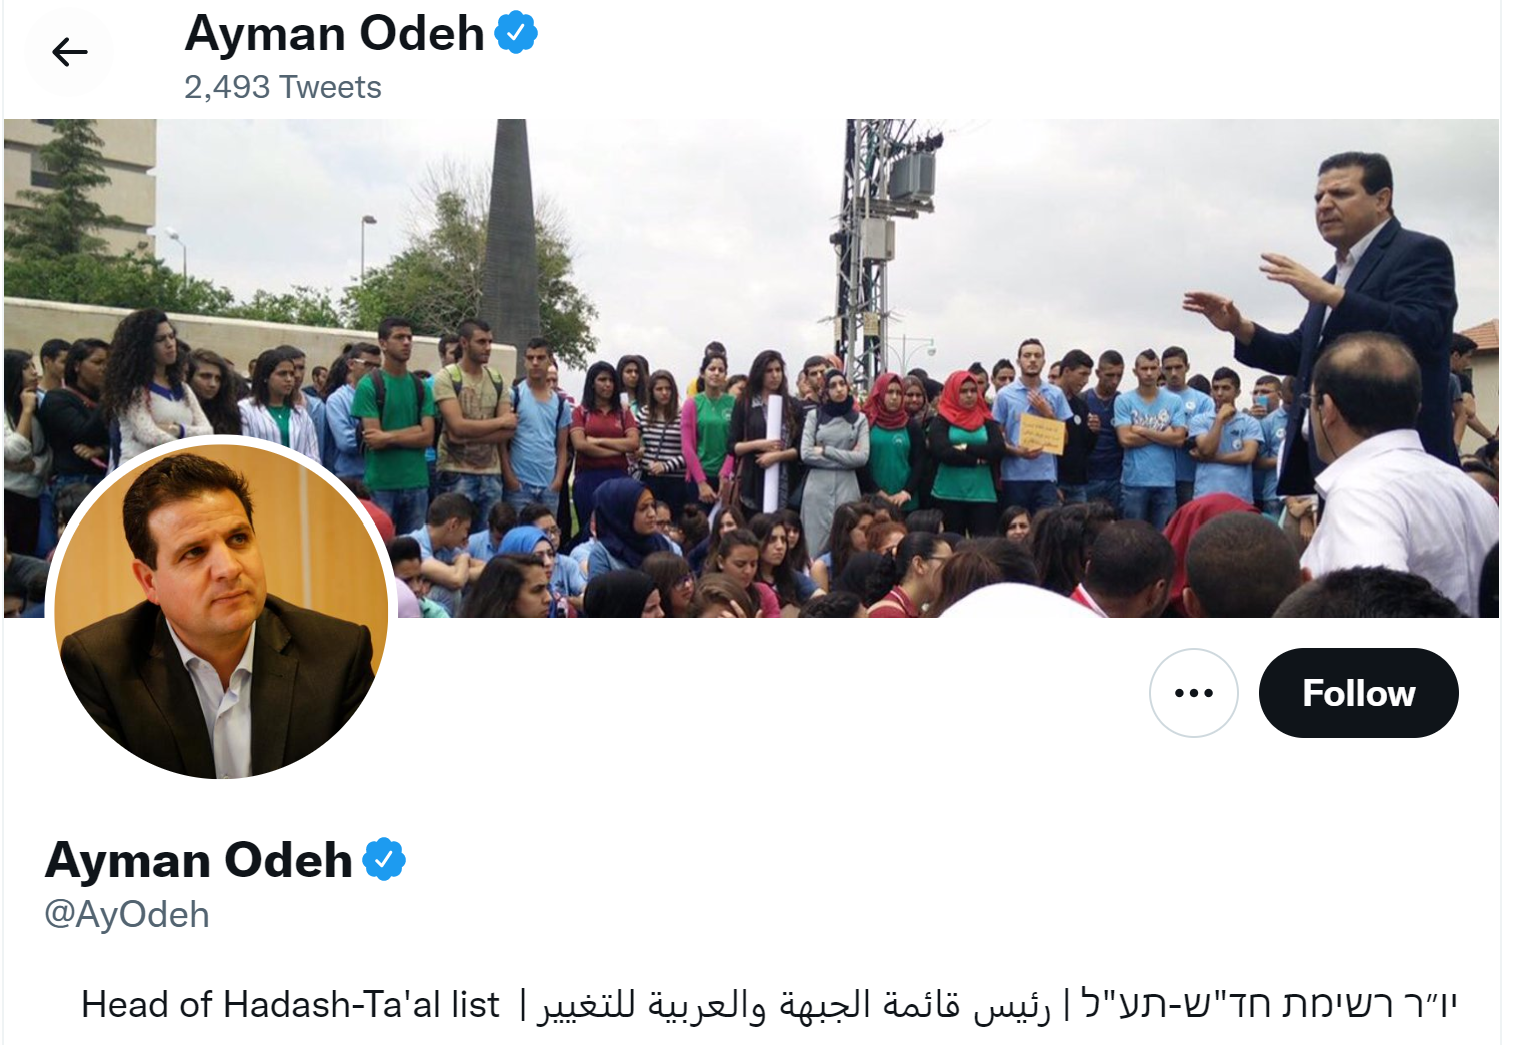 Ayman Odeh
2,493 Tweets
Follow
Ayman Odeh
@AyOdeh
יו״ר רשימת חד"ש-תע"ל | رئيس قائمة الجبهة والعربية للتغيير | Head of Hadash-Ta'al list